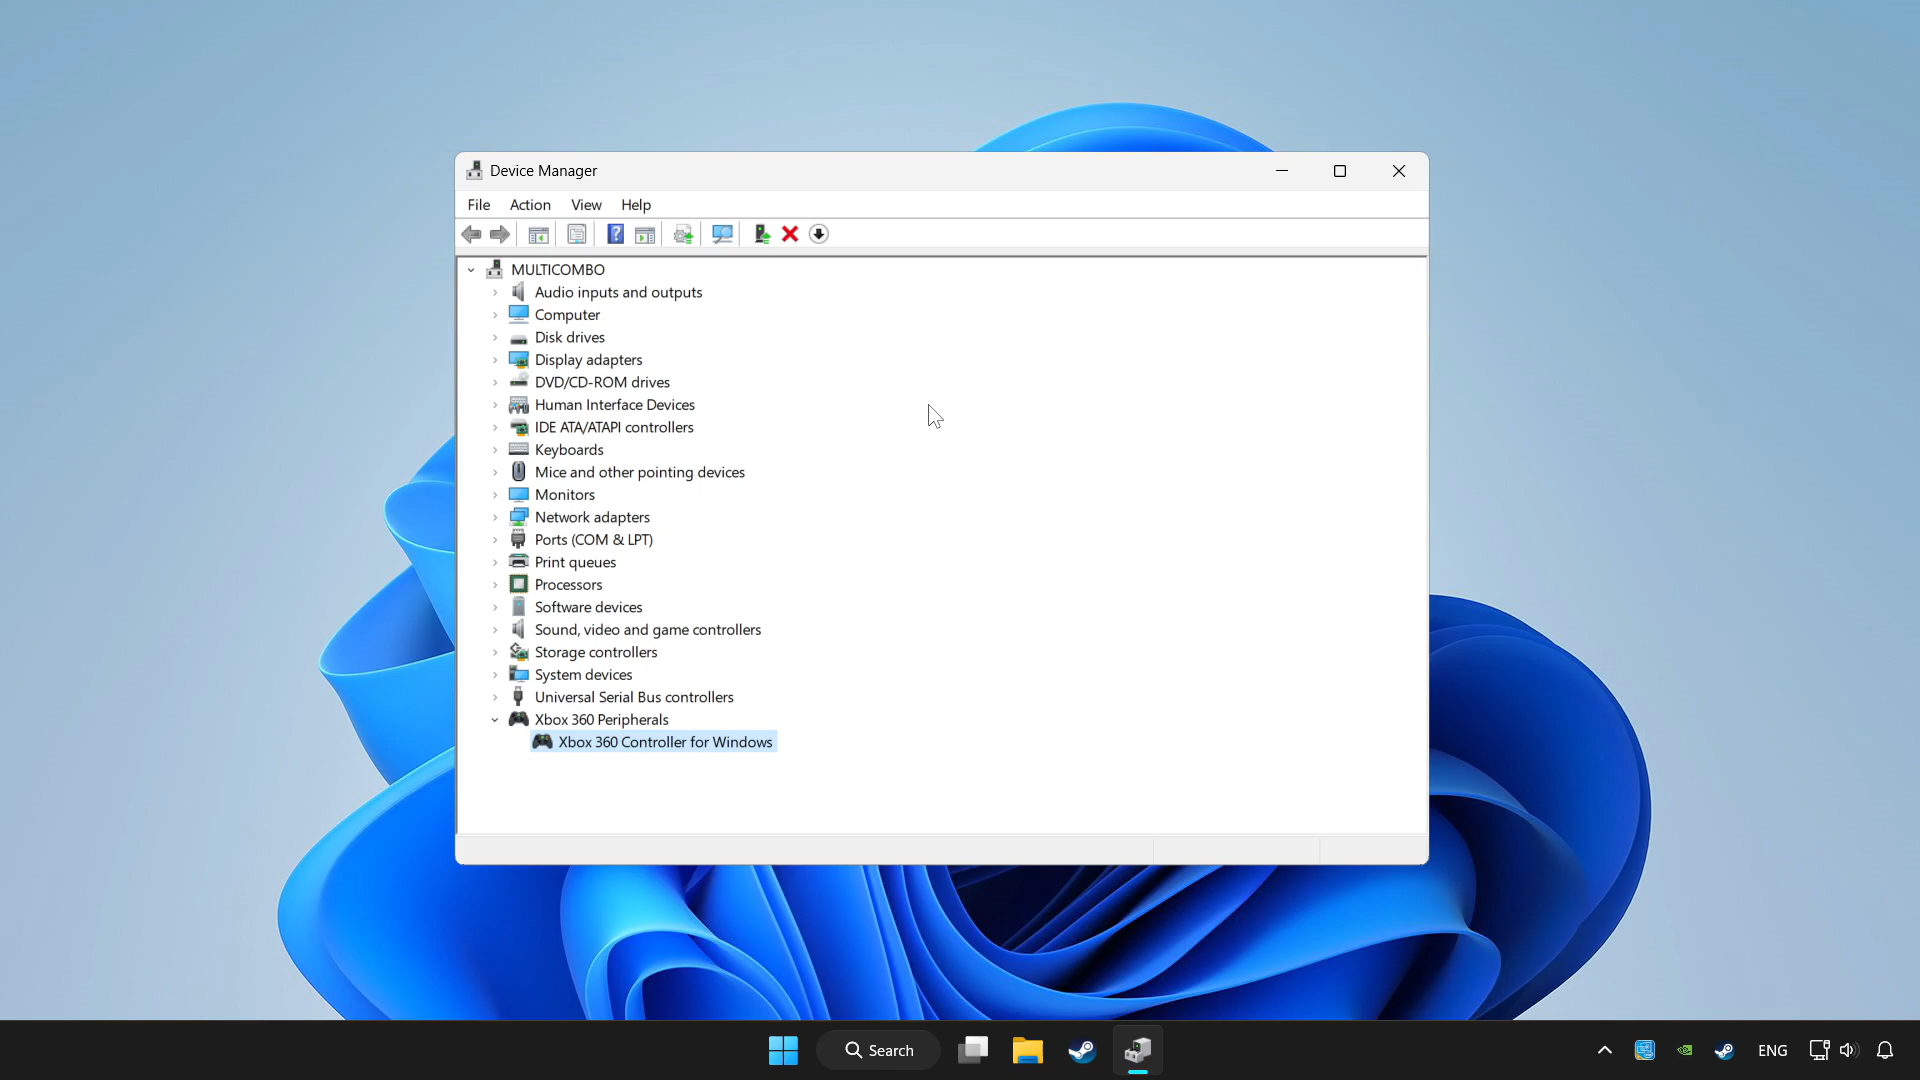 Device Manager
File Action View Help
MULTICOMBO
Audio inputs and outputs
Computer
Disk drives
Display adapters
DVD/CD-ROM drives
Human Interface Devices
IDE ATA/ATAPI controllers
Keyboards
Mice and other pointing devices
Monitors
Network adapters
Ports (COM & LPT)
Print queues
Processors
Software devices
Sound, video and game controllers
Storage controllers
System devices
Universal Serial Bus controllers
Xbox 360 Peripherals
Xbox 360 Controller for Windows
Search
ENG